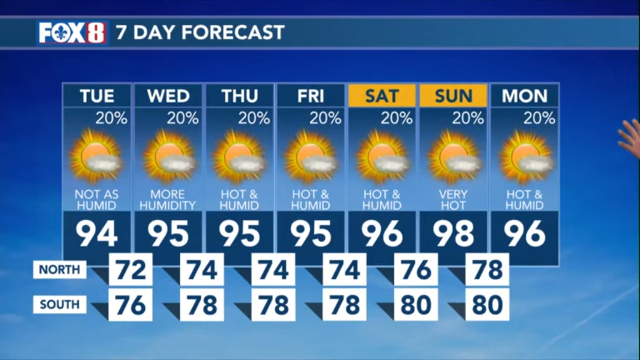 FOX 8 7 DAY FORECAST
TUE WED THU FRI SAT SUN MON
20% 20% 20% 20% 20% 20% 20%
NOT AS HUMID MORE HUMIDITY HOT & HUMID HOT & HUMID HOT & HUMID VERY HOT HOT & HUMID
94 95 95 95 96 98 96
NORTH 72 74 74 74 76 78
SOUTH 76 78 78 78 80 80